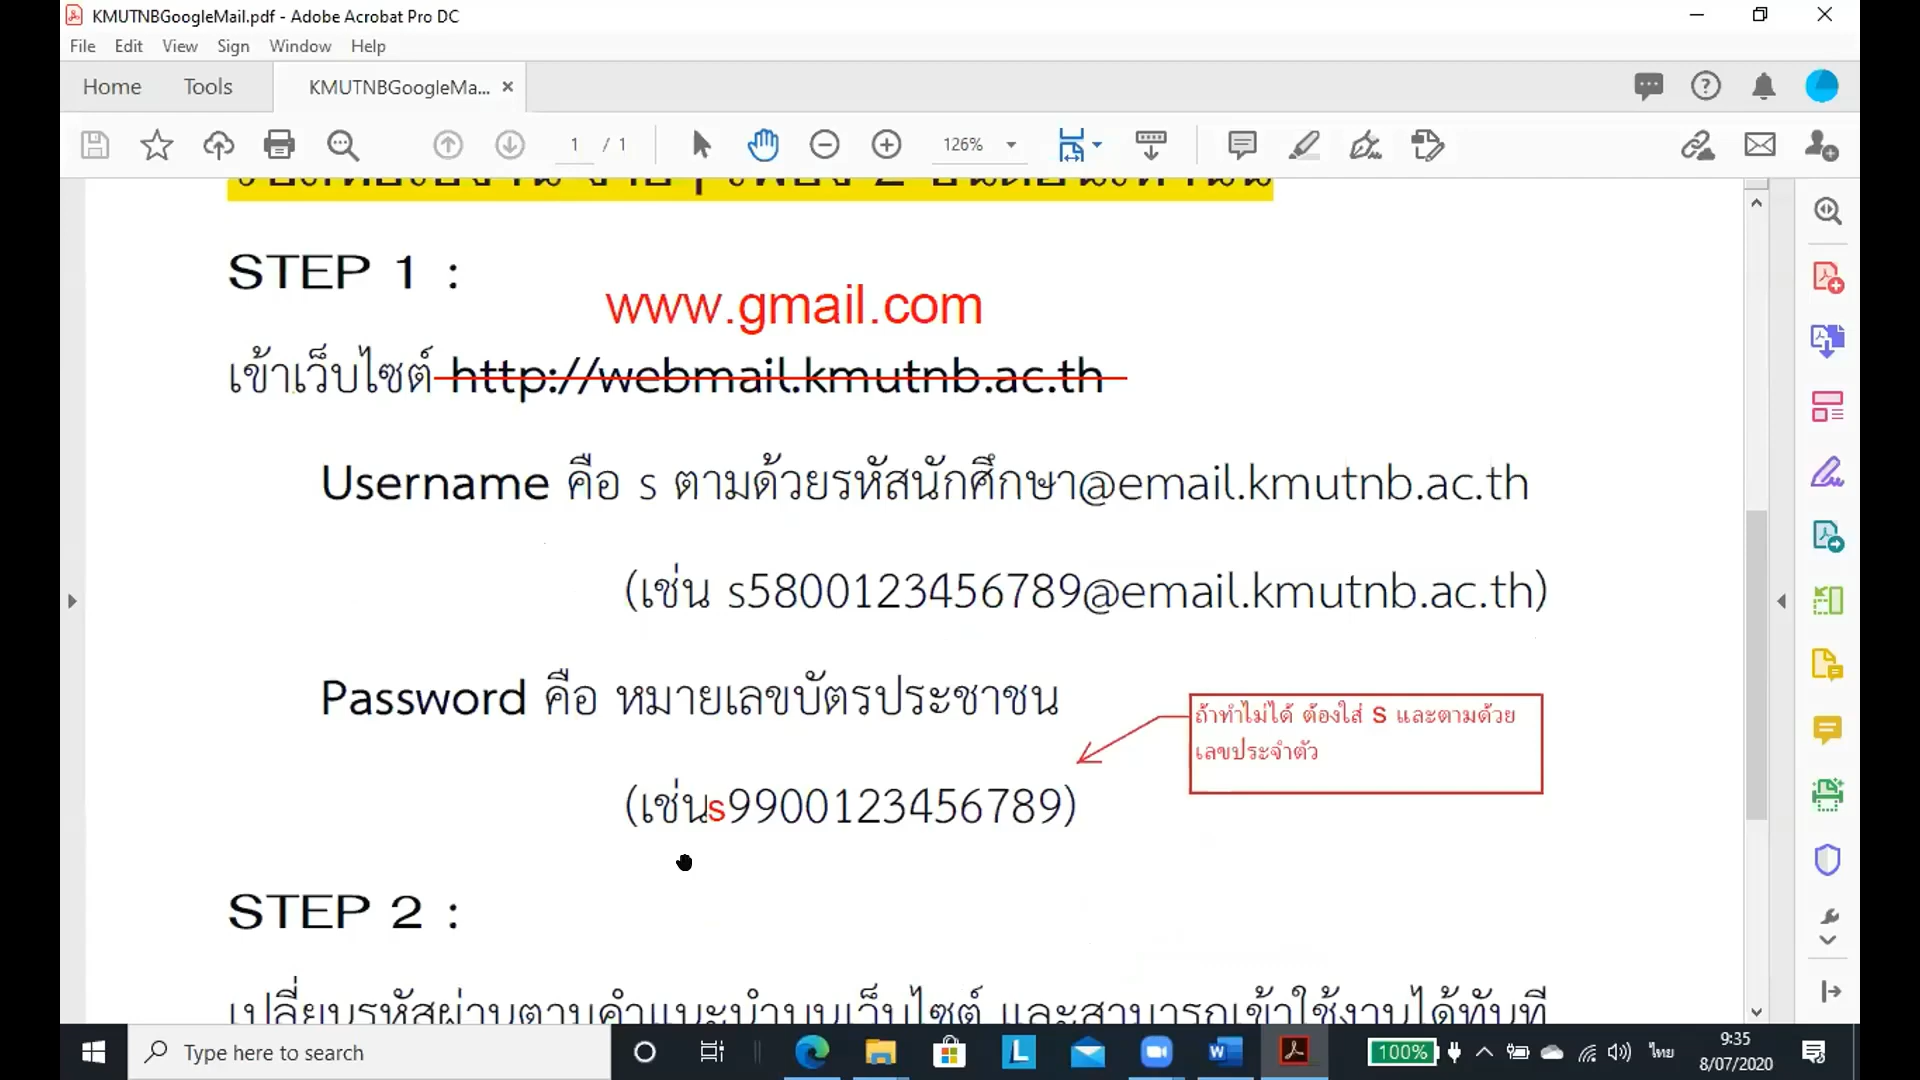 KMUTNBGoogleMail.pdf - Adobe Acrobat Pro DC
File Edit View Sign Window Help
Home Tools KMUTNBGoogleMa... ×
1 / 1 126%
STEP 1 :
www.gmail.com
เข้าเว็บไซต์ http://webmail.kmutnb.ac.th
Username คือ s ตามด้วยรหัสนักศึกษา@email.kmutnb.ac.th
(เช่น s5800123456789@email.kmutnb.ac.th)
Password คือ หมายเลขบัตรประชาชน
ถ้าทำไม่ได้ ต้องใส่ S และตามด้วย
เลขประจำตัว
(เช่นs9900123456789)
STEP 2 :
เปลี่ยนรหัสผ่านตามคำแนะนำบนเว็บไซต์ และสามารถเข้าใช้งานได้ทันที
Type here to search
100%
ไทย
9:35
8/07/2020